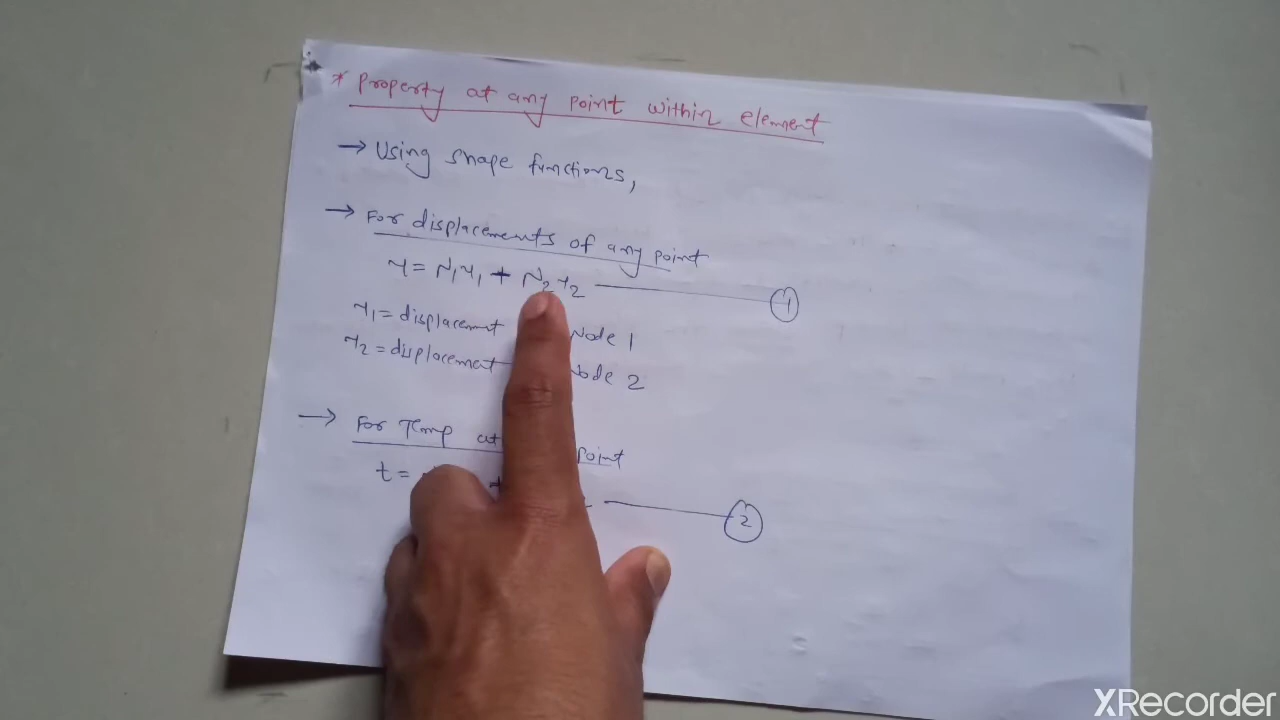 * Property at any point within element
→ Using shape functions,
→ For displacements of any point
u = N₁u₁ + N₂u₂ ——— ①
u₁ = displacement Node 1
u₂ = displacement Node 2
→ For Temp at point
t = + ——— ②
XRecorder